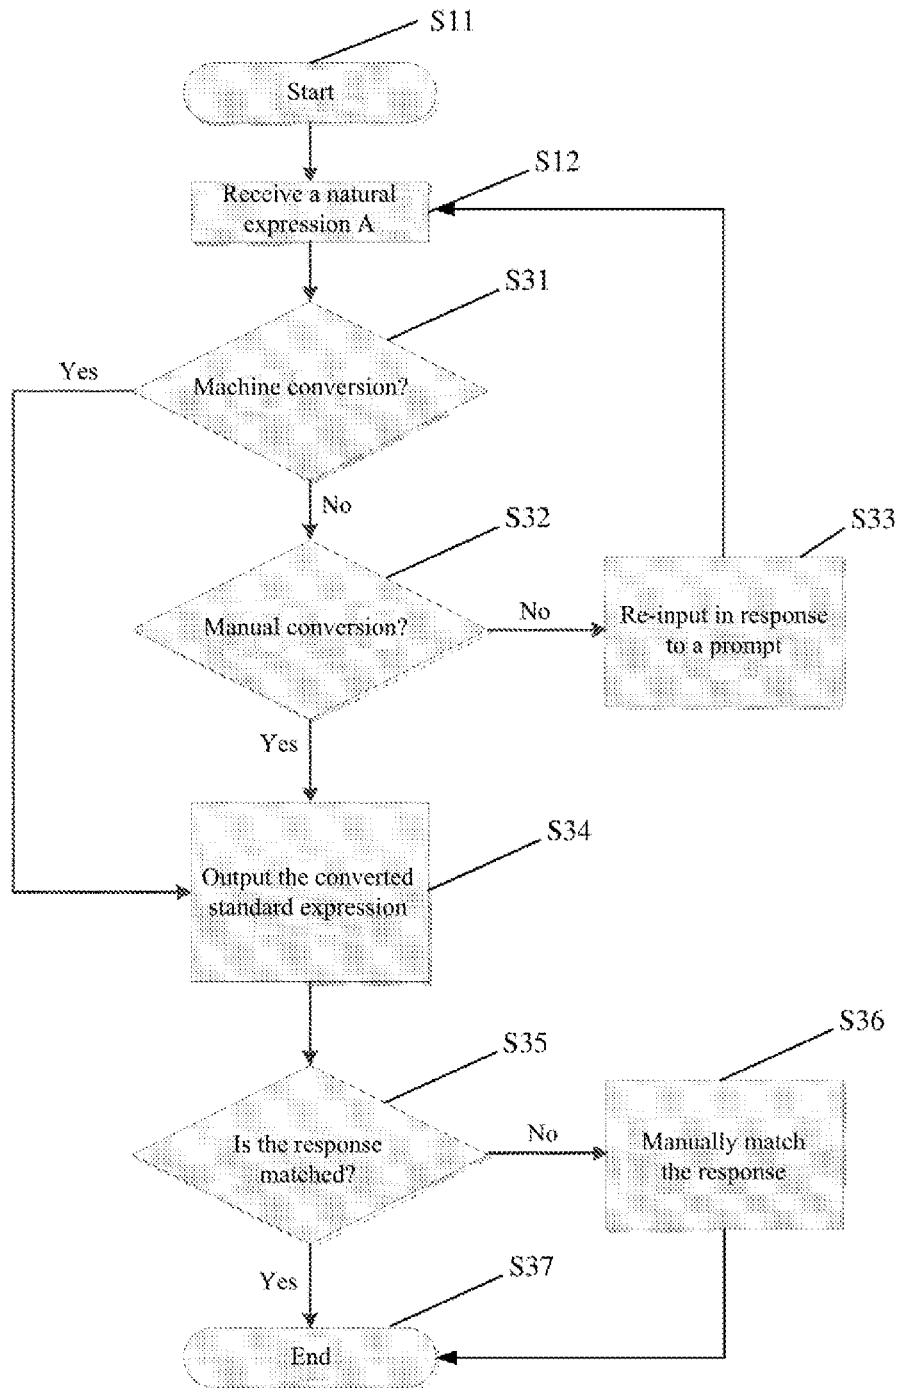 S11
Start
S12
Receive a natural
expression A
S31
Yes
Machine conversion?
No
S32
S33
Manual conversion?
No
Re-input in response
to a prompt
Yes
S34
Output the converted
standard expression
S35
S36
Is the response
matched?
No
Manually match
the response
Yes
S37
End